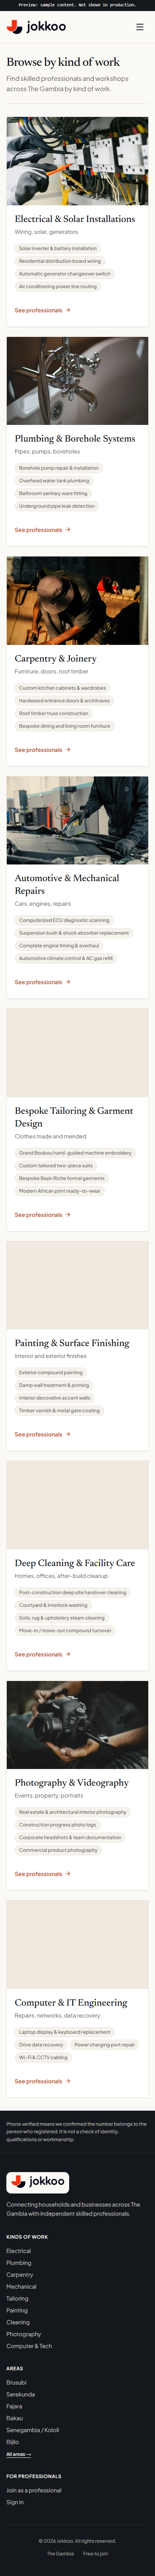 Preview: sample content. Not shown in production.
jokkoo
Browse by kind of work
Find skilled professionals and workshops
across The Gambia by kind of work.
Electrical & Solar Installations
Wiring, solar, generators
Solar inverter & battery installation
Residential distribution board wiring
Automatic generator changeover switch
Air conditioning power line routing
See professionals →
Plumbing & Borehole Systems
Pipes, pumps, boreholes
Borehole pump repair & installation
Overhead water tank plumbing
Bathroom sanitary ware fitting
Underground pipe leak detection
See professionals →
Carpentry & Joinery
Furniture, doors, roof timber
Custom kitchen cabinets & wardrobes
Hardwood entrance doors & architraves
Roof timber truss construction
Bespoke dining and living room furniture
See professionals →
Automotive & Mechanical
Repairs
Cars, engines, repairs
Computerized ECU diagnostic scanning
Suspension bush & shock absorber replacement
Complete engine timing & overhaul
Automotive climate control & AC gas refill
See professionals →
Bespoke Tailoring & Garment
Design
Clothes made and mended
Grand Boubou hand-guided machine embroidery
Custom tailored two-piece suits
Bespoke Bazin Riche formal garments
Modern African print ready-to-wear
See professionals →
Painting & Surface Finishing
Interior and exterior finishes
Exterior compound painting
Damp wall treatment & priming
Interior decorative accent walls
Timber varnish & metal gate coating
See professionals →
Deep Cleaning & Facility Care
Homes, offices, after-build cleanup
Post-construction deep site handover cleaning
Courtyard & interlock washing
Sofa, rug & upholstery steam cleaning
Move-in / move-out compound turnover
See professionals →
Photography & Videography
Events, property, portraits
Real estate & architectural interior photography
Construction progress photo logs
Corporate headshots & team documentation
Commercial product photography
See professionals →
Computer & IT Engineering
Repairs, networks, data recovery
Laptop display & keyboard replacement
Drive data recovery Power charging port repair
Wi-Fi & CCTV cabling
See professionals →
Phone verified means we confirmed the number belongs to the
person who registered. It is not a check of identity,
qualifications or workmanship.
jokkoo
Connecting households and businesses across The
Gambia with independent skilled professionals.
KINDS OF WORK
Electrical
Plumbing
Carpentry
Mechanical
Tailoring
Painting
Cleaning
Photography
Computer & Tech
AREAS
Brusubi
Serekunda
Fajara
Bakau
Senegambia / Kololi
Bijilo
All areas →
FOR PROFESSIONALS
Join as a professional
Sign in
© 2026 Jokkoo. All rights reserved.
The Gambia Free to join